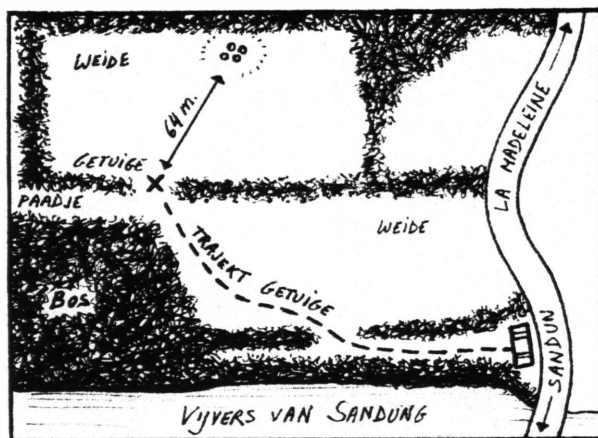 WEIDE
64 m.
GETUIGE
PAADJE
LA MADELEINE
WEIDE
TRAJEKT GETUIGE
BOS
SANDUN
VIJVERS VAN SANDUNG